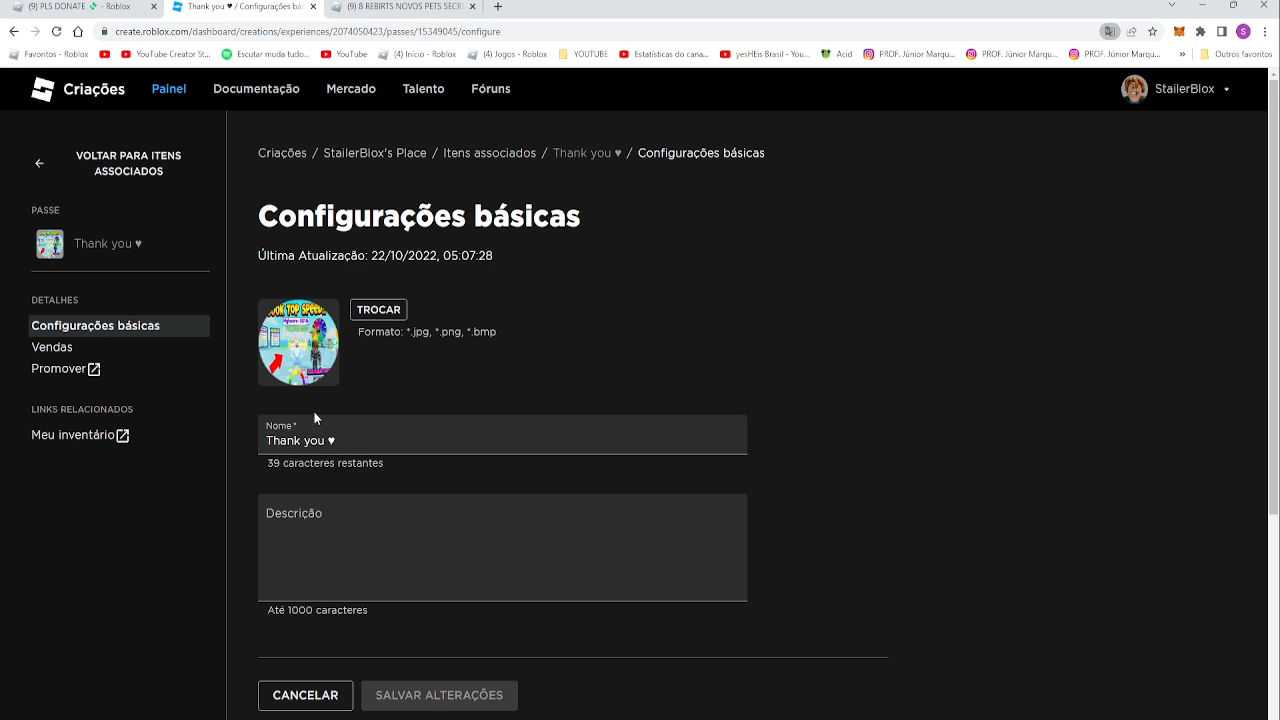 (9) PLS DONATE - Roblox
Thank you ♥ / Configurações bási
(9) 8 REBIRTS NOVOS PETS SECR
create.roblox.com/dashboard/creations/experiences/2074050423/passes/15349045/configure
Favoritos - Roblox
YouTube Creator St...
Escutar muda tudo...
YouTube
(4) Início - Roblox
(4) Jogos - Roblox
YOUTUBE
Estatísticas do cana...
yesHEis Brasil - You...
Acid
PROF. Júnior Marqu...
PROF. Júnior Marqu...
PROF. Júnior Marqu...
»
Outros favoritos
Criações
Painel
Documentação
Mercado
Talento
Fóruns
StailerBlox
VOLTAR PARA ITENS
ASSOCIADOS
PASSE
Thank you ♥
DETALHES
Configurações básicas
Vendas
Promover
LINKS RELACIONADOS
Meu inventário
Criações / StailerBlox's Place / Itens associados / Thank you ♥ / Configurações básicas
Configurações básicas
Última Atualização: 22/10/2022, 05:07:28
TOP SPEED
TROCAR
Formato: *.jpg, *.png, *.bmp
Nome *
Thank you ♥
39 caracteres restantes
Descrição
Até 1000 caracteres
CANCELAR
SALVAR ALTERAÇÕES